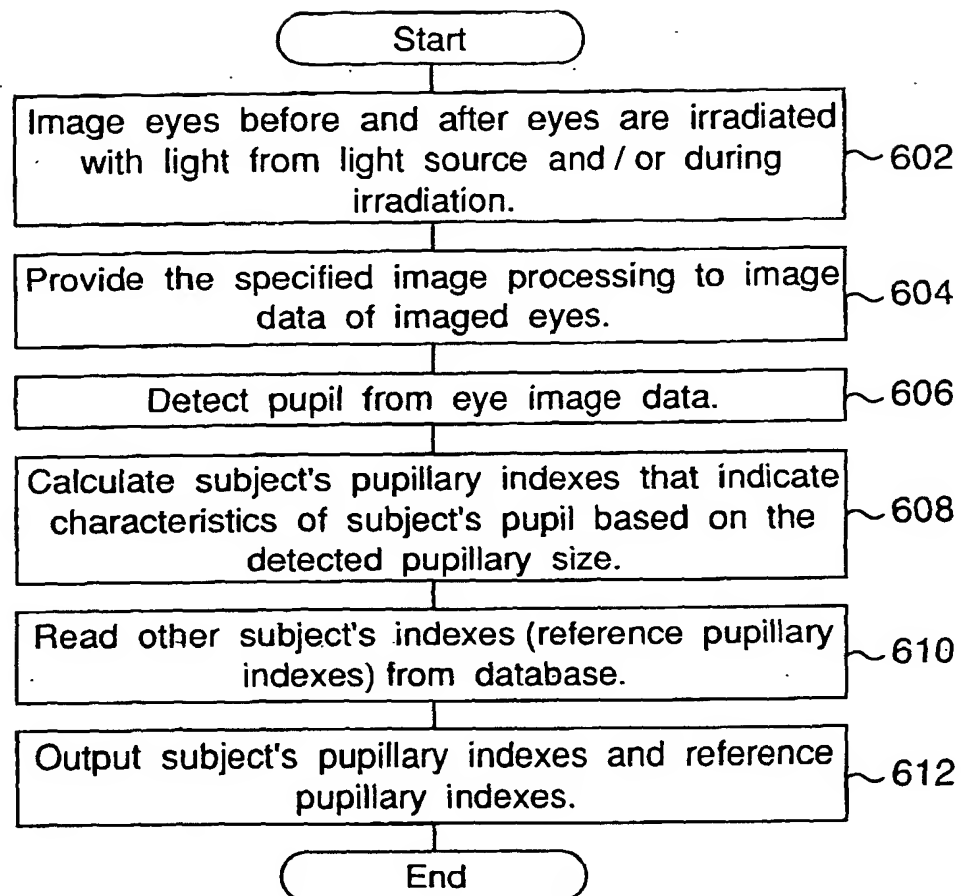 Start
Image eyes before and after eyes are irradiated
with light from light source and / or during
irradiation.
602
Provide the specified image processing to image
data of imaged eyes.
604
Detect pupil from eye image data.
606
Calculate subject's pupillary indexes that indicate
characteristics of subject's pupil based on the
detected pupillary size.
608
Read other subject's indexes (reference pupillary
indexes) from database.
610
Output subject's pupillary indexes and reference
pupillary indexes.
612
End